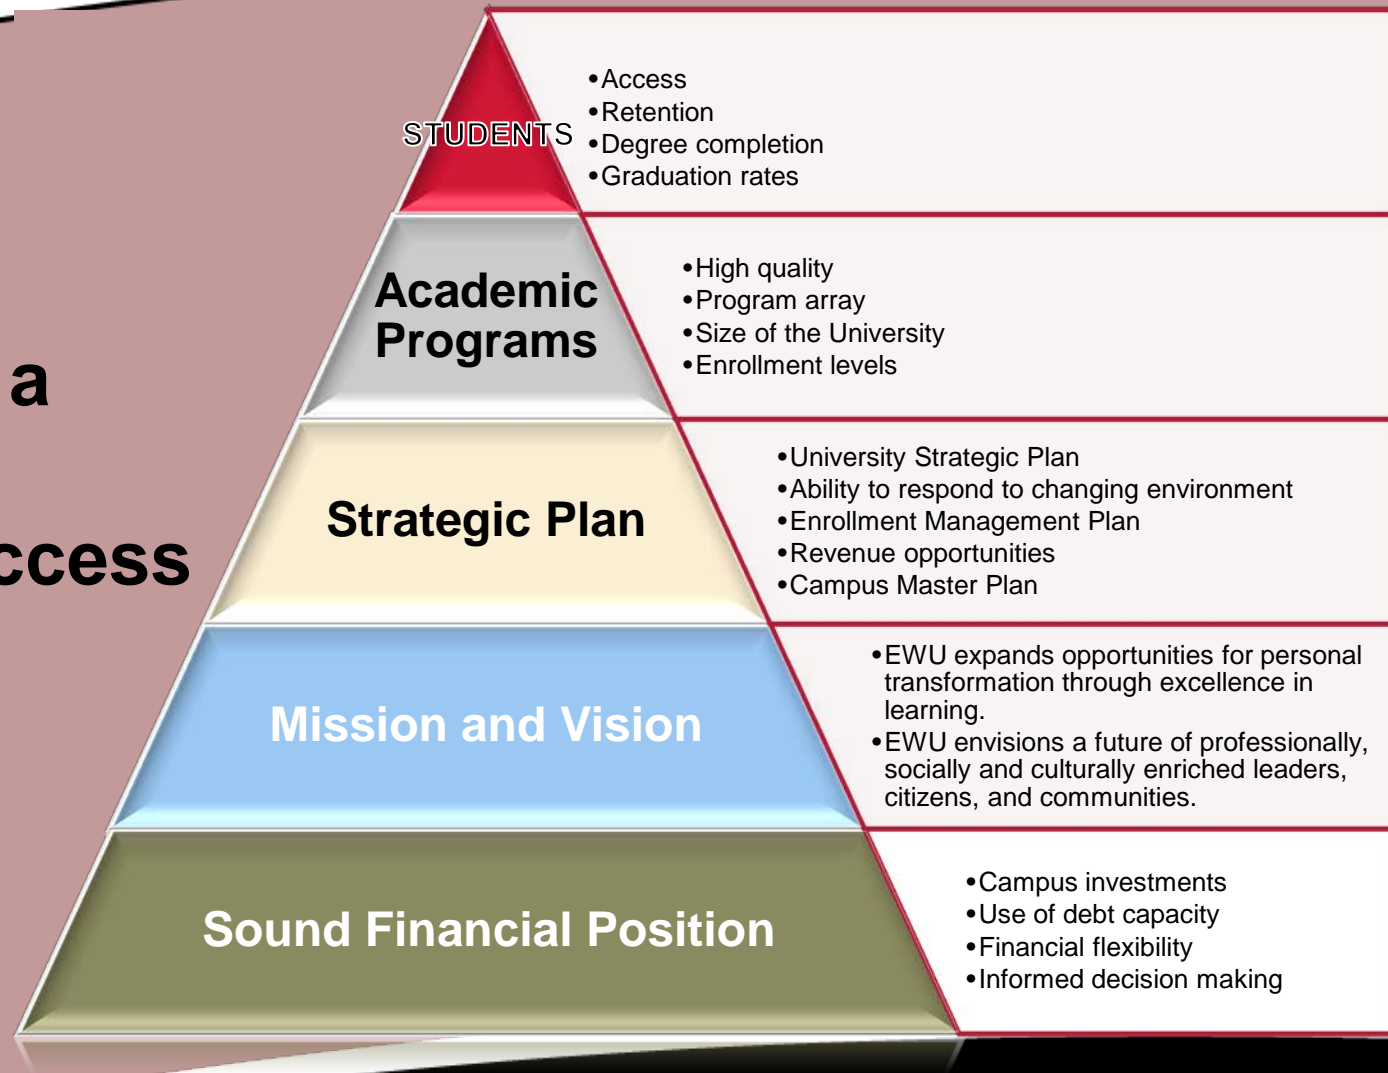 a
ccess
STUDENTS
•Access
•Retention
•Degree completion
•Graduation rates
Academic
Programs
•High quality
•Program array
•Size of the University
•Enrollment levels
Strategic Plan
•University Strategic Plan
•Ability to respond to changing environment
•Enrollment Management Plan
•Revenue opportunities
•Campus Master Plan
Mission and Vision
•EWU expands opportunities for personal
transformation through excellence in
learning.
•EWU envisions a future of professionally,
socially and culturally enriched leaders,
citizens, and communities.
Sound Financial Position
•Campus investments
•Use of debt capacity
•Financial flexibility
•Informed decision making